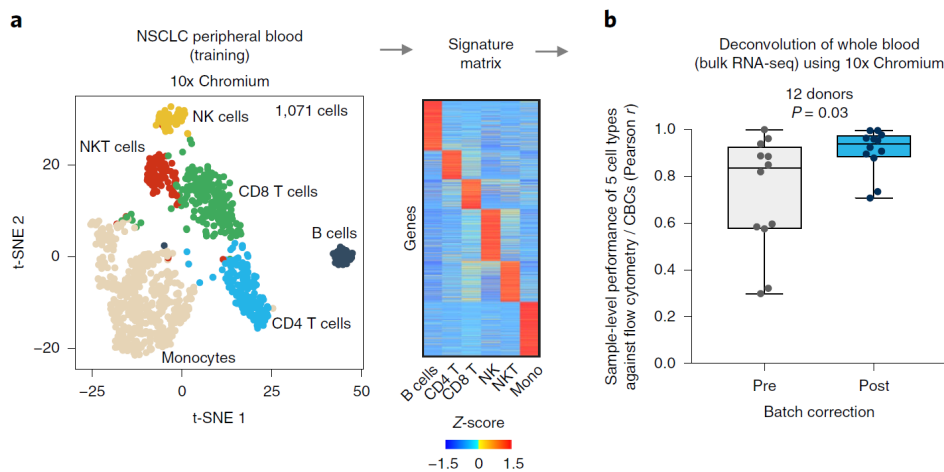 a
NSCLC peripheral blood
(training)
10x Chromium
1,071 cells
NK cells
NKT cells
CD8 T cells
B cells
CD4 T cells
Monocytes
t-SNE 2
20
0
−20
−25
0
25
50
t-SNE 1
Signature
matrix
Genes
B cells
CD4 T
CD8 T
NK
NKT
Mono
Z-score
−1.5
0
1.5
b
Deconvolution of whole blood
(bulk RNA-seq) using 10x Chromium
12 donors
P = 0.03
Sample-level performance of 5 cell types
against flow cytometry / CBCs (Pearson r)
1.0
0.8
0.6
0.4
0.2
0.0
Pre
Post
Batch correction